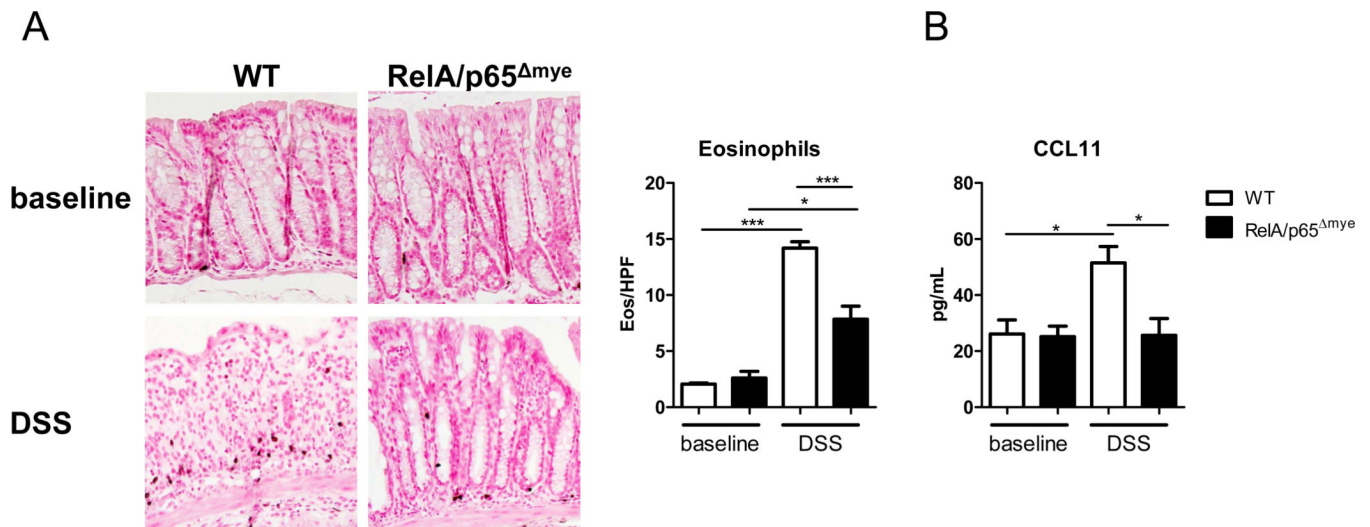 A
B
WT
RelA/p65Δmye
baseline
DSS
Eosinophils
Eos/HPF
20
15
10
5
0
***
*
***
baseline
DSS
CCL11
pg/mL
80
60
40
20
0
*
*
baseline
DSS
WT
RelA/p65Δmye